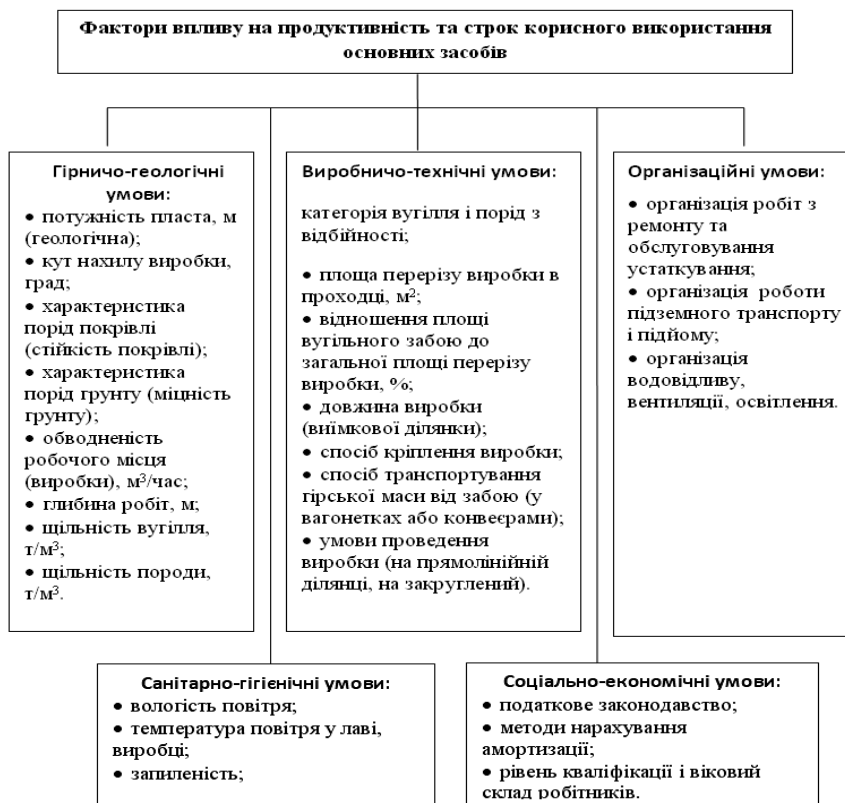 Фактори впливу на продуктивність та строк корисного використання
основних засобів
Гірничо-геологічні
умови:
● потужність пласта, м
(геологічна);
● кут нахилу виробки,
град;
● характеристика
порід покрівлі
(стійкість покрівлі);
● характеристика
порід грунту (міцність
грунту);
● обводненість
робочого місця
(виробки), м³/час;
● глибина робіт, м;
● щільність вугілля,
т/м³;
● щільність породи,
т/м³.
Виробничо-технічні умови:
категорія вугілля і порід з
відбійності;
● площа перерізу виробки в
проходці, м²;
● відношення площі
вугільного забою до
загальної площі перерізу
виробки, %;
● довжина виробки
(виїмкової ділянки);
● спосіб кріплення виробки;
● спосіб транспортування
гірської маси від забою (у
вагонетках або конвеєрами);
● умови проведення
виробки (на прямолінійній
ділянці, на закруглений).
Організаційні умови:
● організація робіт з
ремонту та
обслуговування
устаткування;
● організація роботи
підземного транспорту
і підйому;
● організація
водовідливу,
вентиляції, освітлення.
Санітарно-гігієнічні умови:
● вологість повітря;
● температура повітря у лаві,
виробці;
● запиленість;
Соціально-економічні умови:
● податкове законодавство;
● методи нарахування
амортизації;
● рівень кваліфікації і віковий
склад робітників.